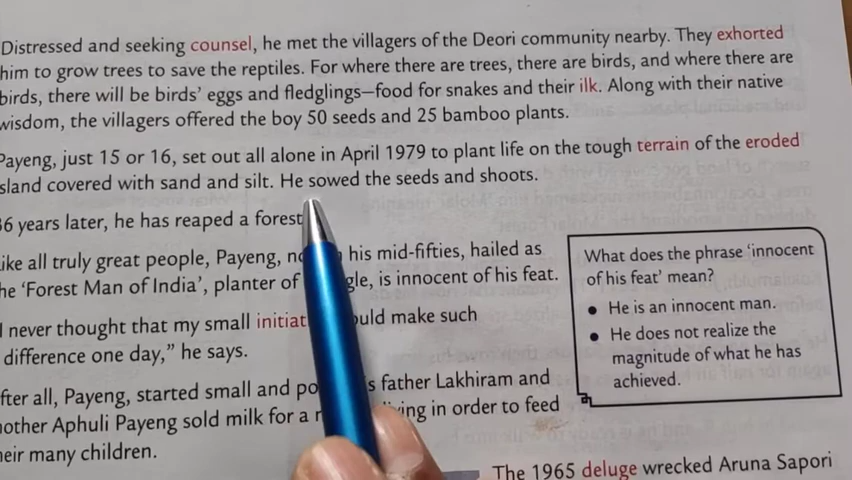 Distressed and seeking counsel, he met the villagers of the Deori community nearby. They exhorted
him to grow trees to save the reptiles. For where there are trees, there are birds, and where there are
birds, there will be birds' eggs and fledglings—food for snakes and their ilk. Along with their native
wisdom, the villagers offered the boy 50 seeds and 25 bamboo plants.
Payeng, just 15 or 16, set out all alone in April 1979 to plant life on the tough terrain of the eroded
sland covered with sand and silt. He sowed the seeds and shoots.
36 years later, he has reaped a forest
ike all truly great people, Payeng, his mid-fifties, hailed as
he 'Forest Man of India', planter of gle, is innocent of his feat.
I never thought that my small initiat ould make such
difference one day," he says.
fter all, Payeng, started small and po s father Lakhiram and
nother Aphuli Payeng sold milk for a in order to feed
heir many children.
What does the phrase 'innocent
of his feat' mean?
• He is an innocent man.
• He does not realize the
magnitude of what he has
achieved.
The 1965 deluge wrecked Aruna Sapori